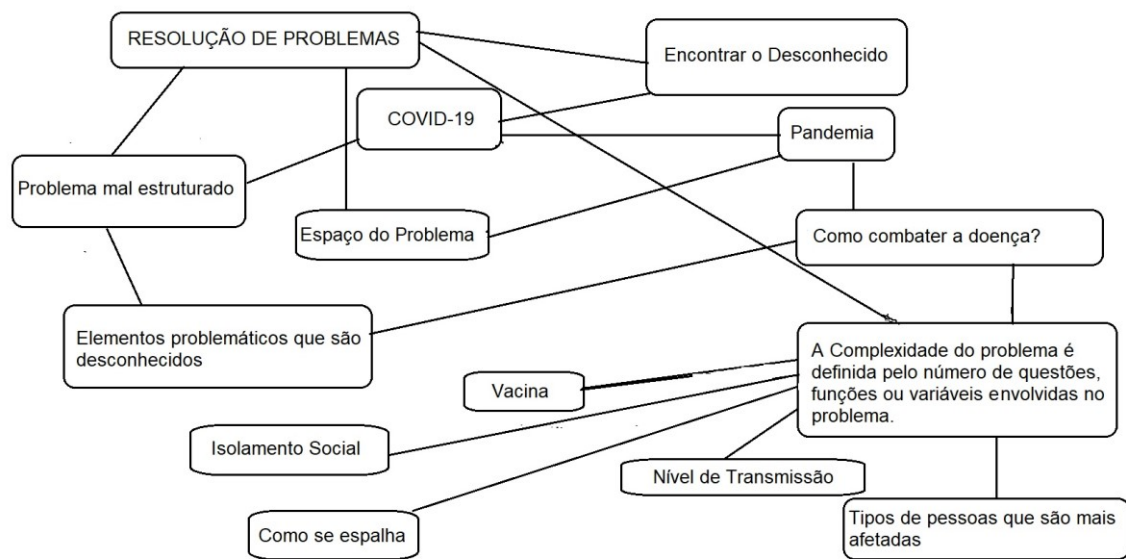 RESOLUÇÃO DE PROBLEMAS
Encontrar o Desconhecido
COVID-19
Pandemia
Problema mal estruturado
Espaço do Problema
Como combater a doença?
Elementos problemáticos que são
desconhecidos
A Complexidade do problema é
definida pelo número de questões,
funções ou variáveis envolvidas no
problema.
Vacina
Isolamento Social
Nível de Transmissão
Como se espalha
Tipos de pessoas que são mais
afetadas